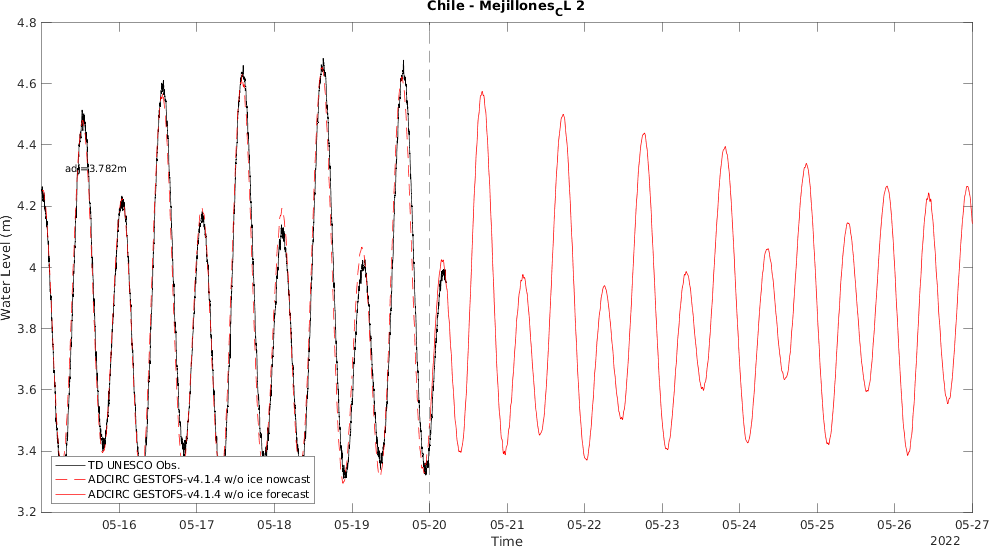 Chile - Mejillones_CL 2
4.8
4.6
4.4
4.2
4
3.8
3.6
3.4
3.2
Water Level (m)
adj=3.782m
TD UNESCO Obs.
ADCIRC GESTOFS-v4.1.4 w/o ice nowcast
ADCIRC GESTOFS-v4.1.4 w/o ice forecast
05-16 05-17 05-18 05-19 05-20 05-21 05-22 05-23 05-24 05-25 05-26 05-27
Time
2022